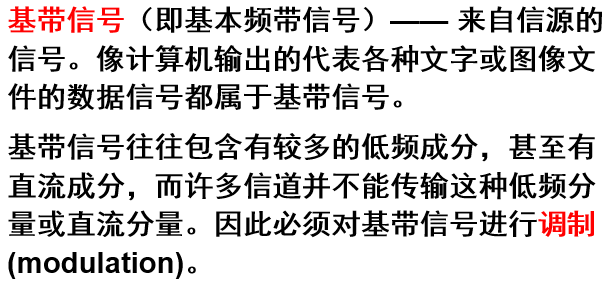 基带信号（即基本频带信号）—— 来自信源的
信号。像计算机输出的代表各种文字或图像文
件的数据信号都属于基带信号。
基带信号往往包含有较多的低频成分，甚至有
直流成分，而许多信道并不能传输这种低频分
量或直流分量。因此必须对基带信号进行调制
(modulation)。